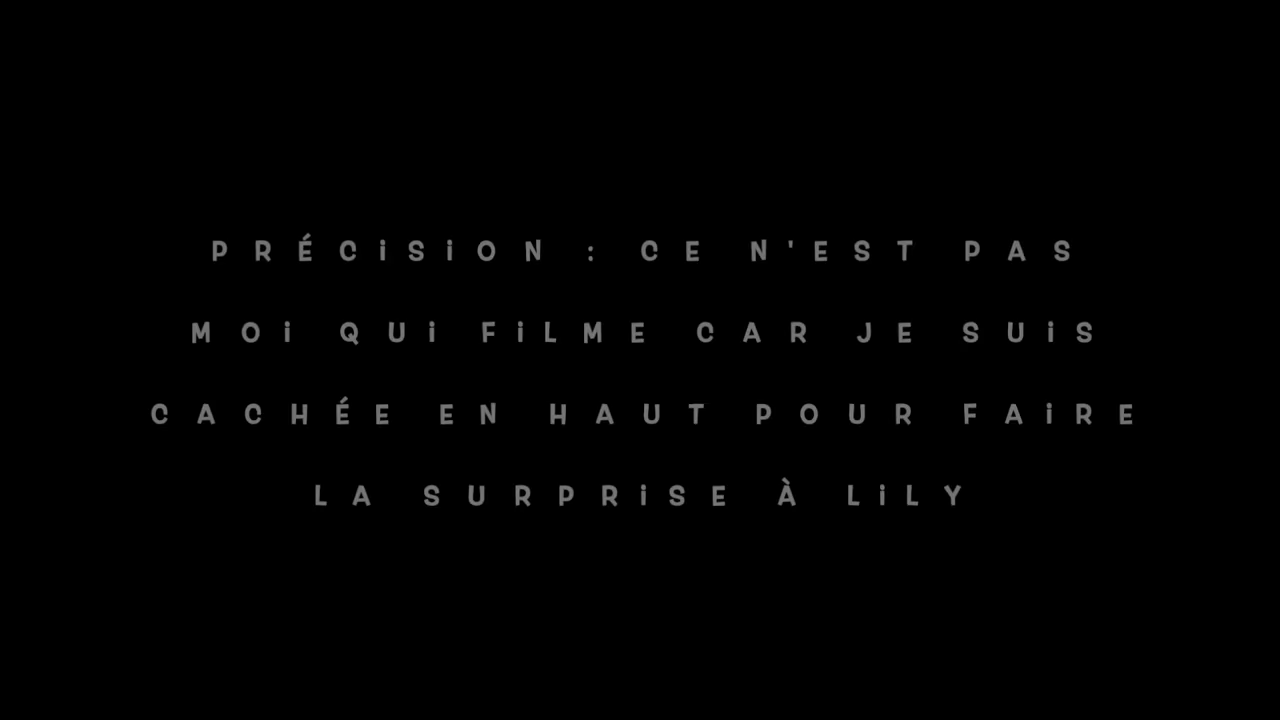 PRÉCiSiON : CE N'EST PAS
MOi QUi FiLME CAR JE SUiS
CACHÉE EN HAUT POUR FAiRE
LA SURPRiSE À LiLY